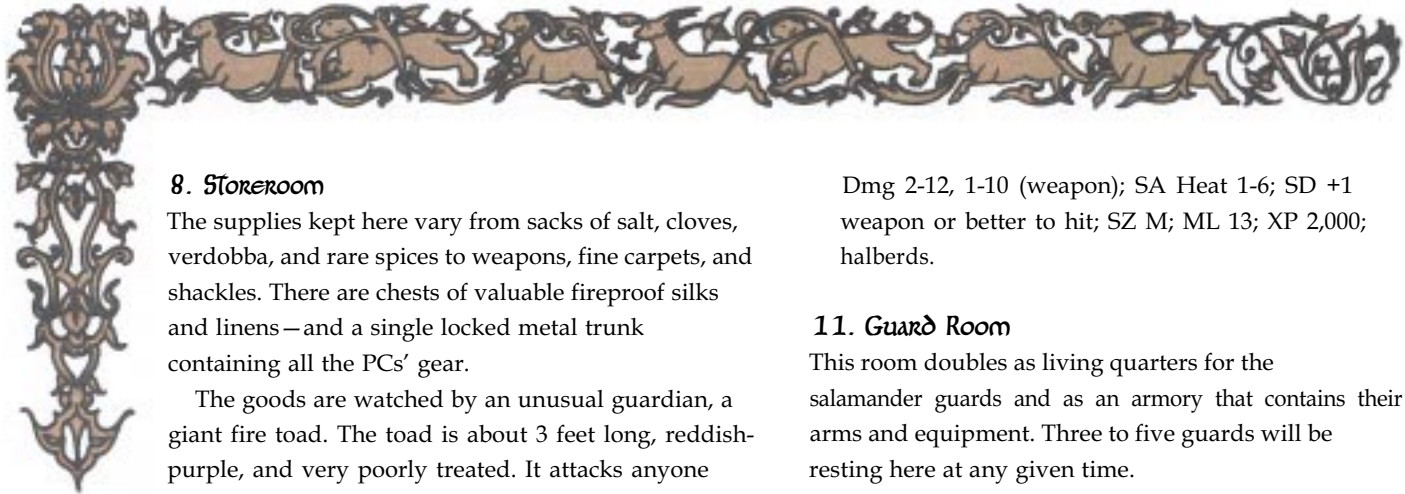 8. Storeroom
The supplies kept here vary from sacks of salt, cloves,
verdobba, and rare spices to weapons, fine carpets, and
shackles. There are chests of valuable fireproof silks
and linens—and a single locked metal trunk
containing all the PCs’ gear.
The goods are watched by an unusual guardian, a
giant fire toad. The toad is about 3 feet long, reddish-
purple, and very poorly treated. It attacks anyone
Dmg 2-12, 1-10 (weapon); SA Heat 1-6; SD +1
weapon or better to hit; SZ M; ML 13; XP 2,000;
halberds.
11. Guard Room
This room doubles as living quarters for the
salamander guards and as an armory that contains their
arms and equipment. Three to five guards will be
resting here at any given time.